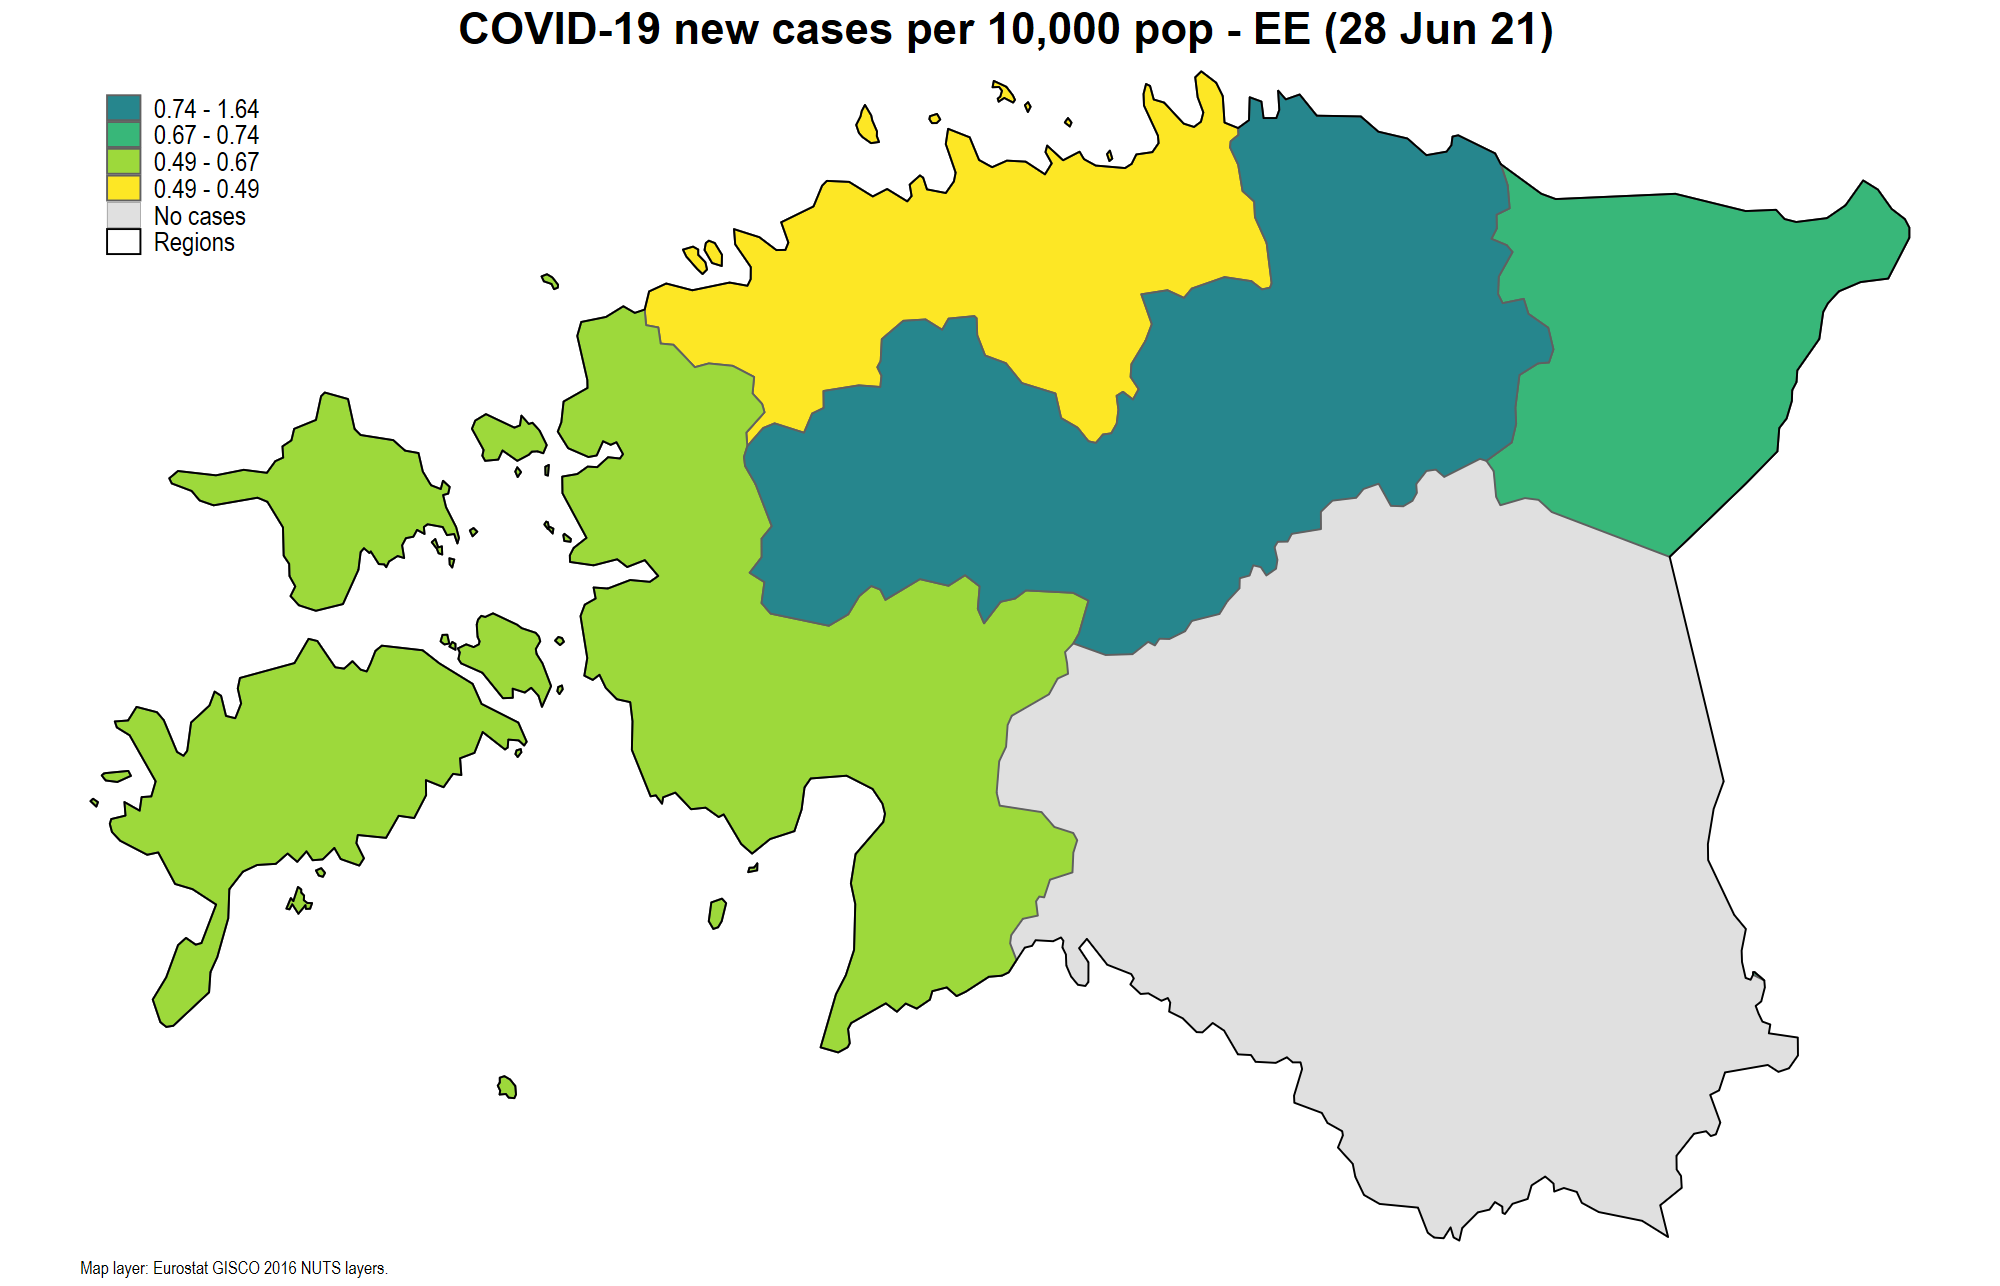 COVID-19 new cases per 10,000 pop - EE (28 Jun 21)
0.74 - 1.64
0.67 - 0.74
0.49 - 0.67
0.49 - 0.49
No cases
Regions
Map layer: Eurostat GISCO 2016 NUTS layers.